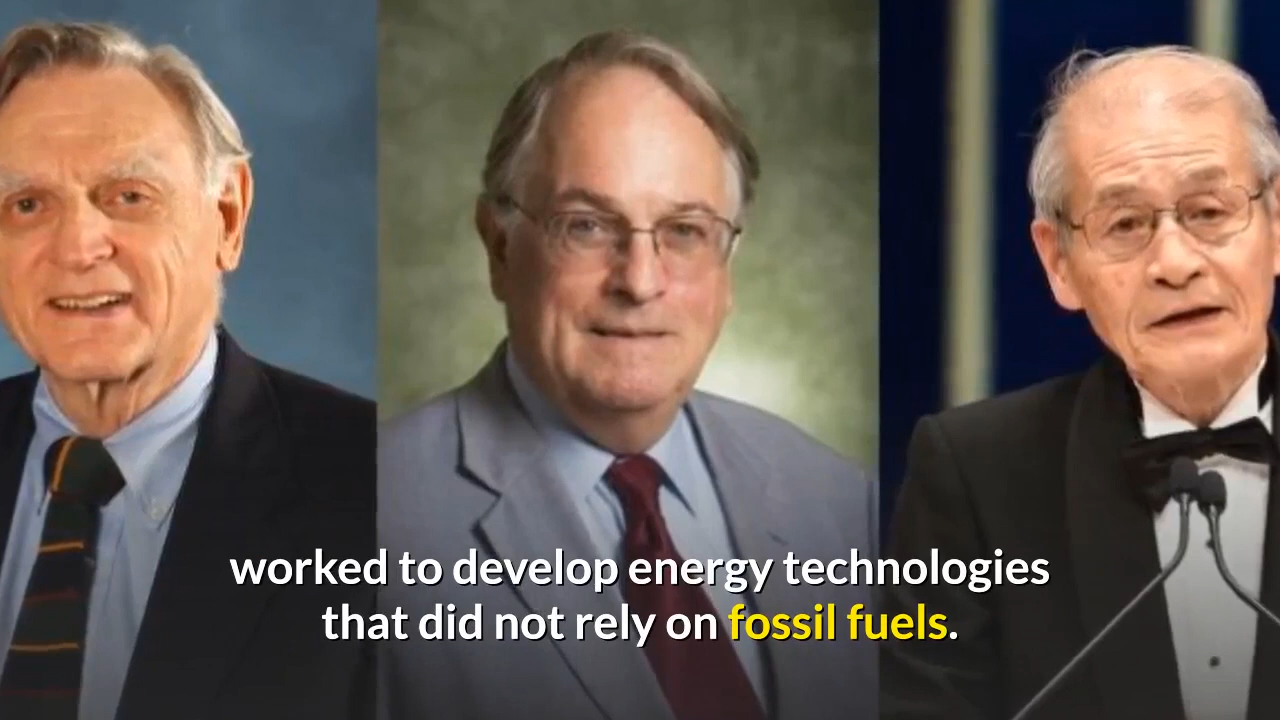 worked to develop energy technologies
that did not rely on fossil fuels.